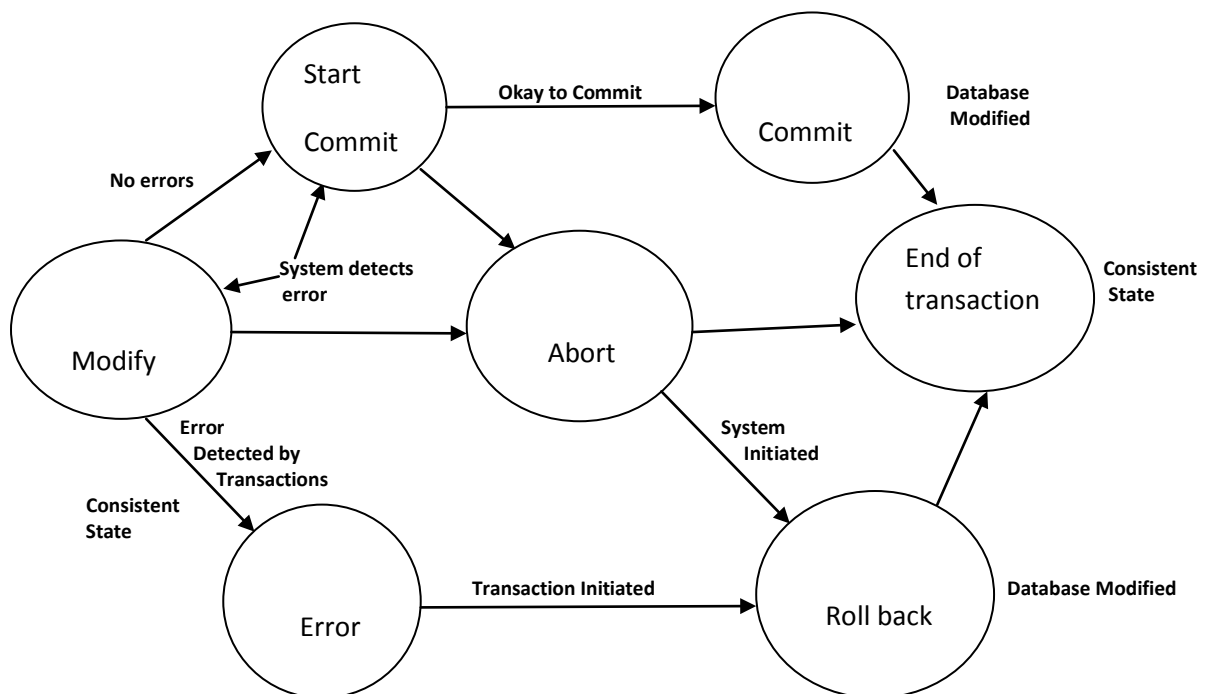 Start
Commit
Okay to Commit
Commit
Database
Modified
No errors
System detects
error
End of
transaction
Consistent
State
Modify
Abort
Error
Detected by
Transactions
System
Initiated
Consistent
State
Error
Transaction Initiated
Roll back
Database Modified